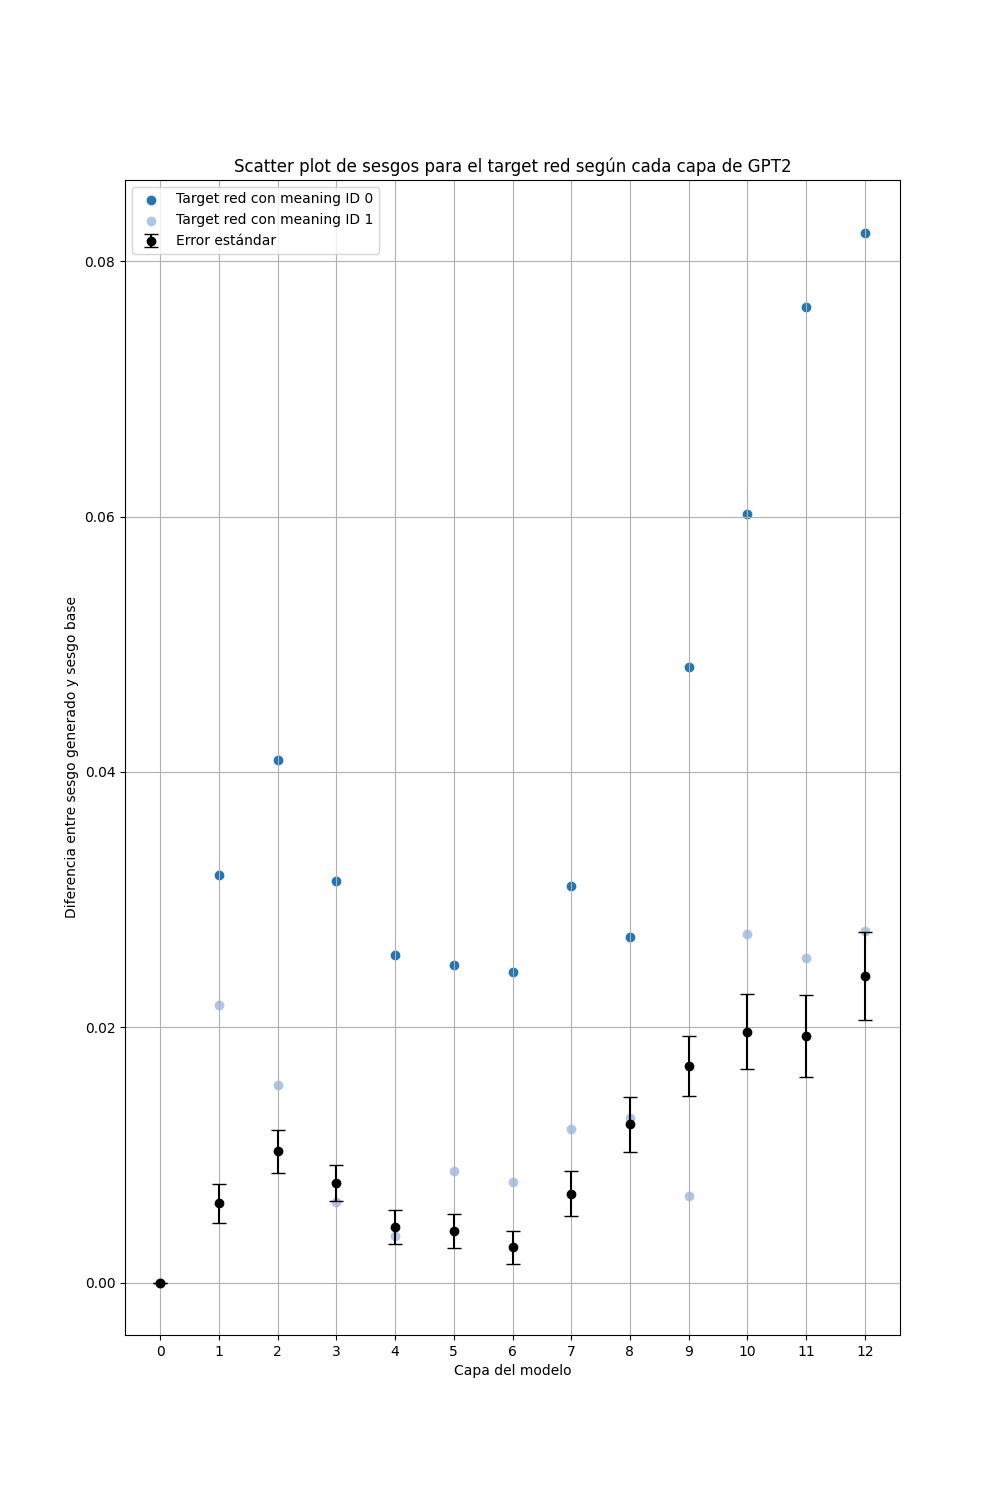 Scatter plot de sesgos para el target red según cada capa de GPT2
Target red con meaning ID 0
Target red con meaning ID 1
Error estándar
0.08
0.06
0.04
0.02
0.00
Diferencia entre sesgo generado y sesgo base
0 1 2 3 4 5 6 7 8 9 10 11 12
Capa del modelo